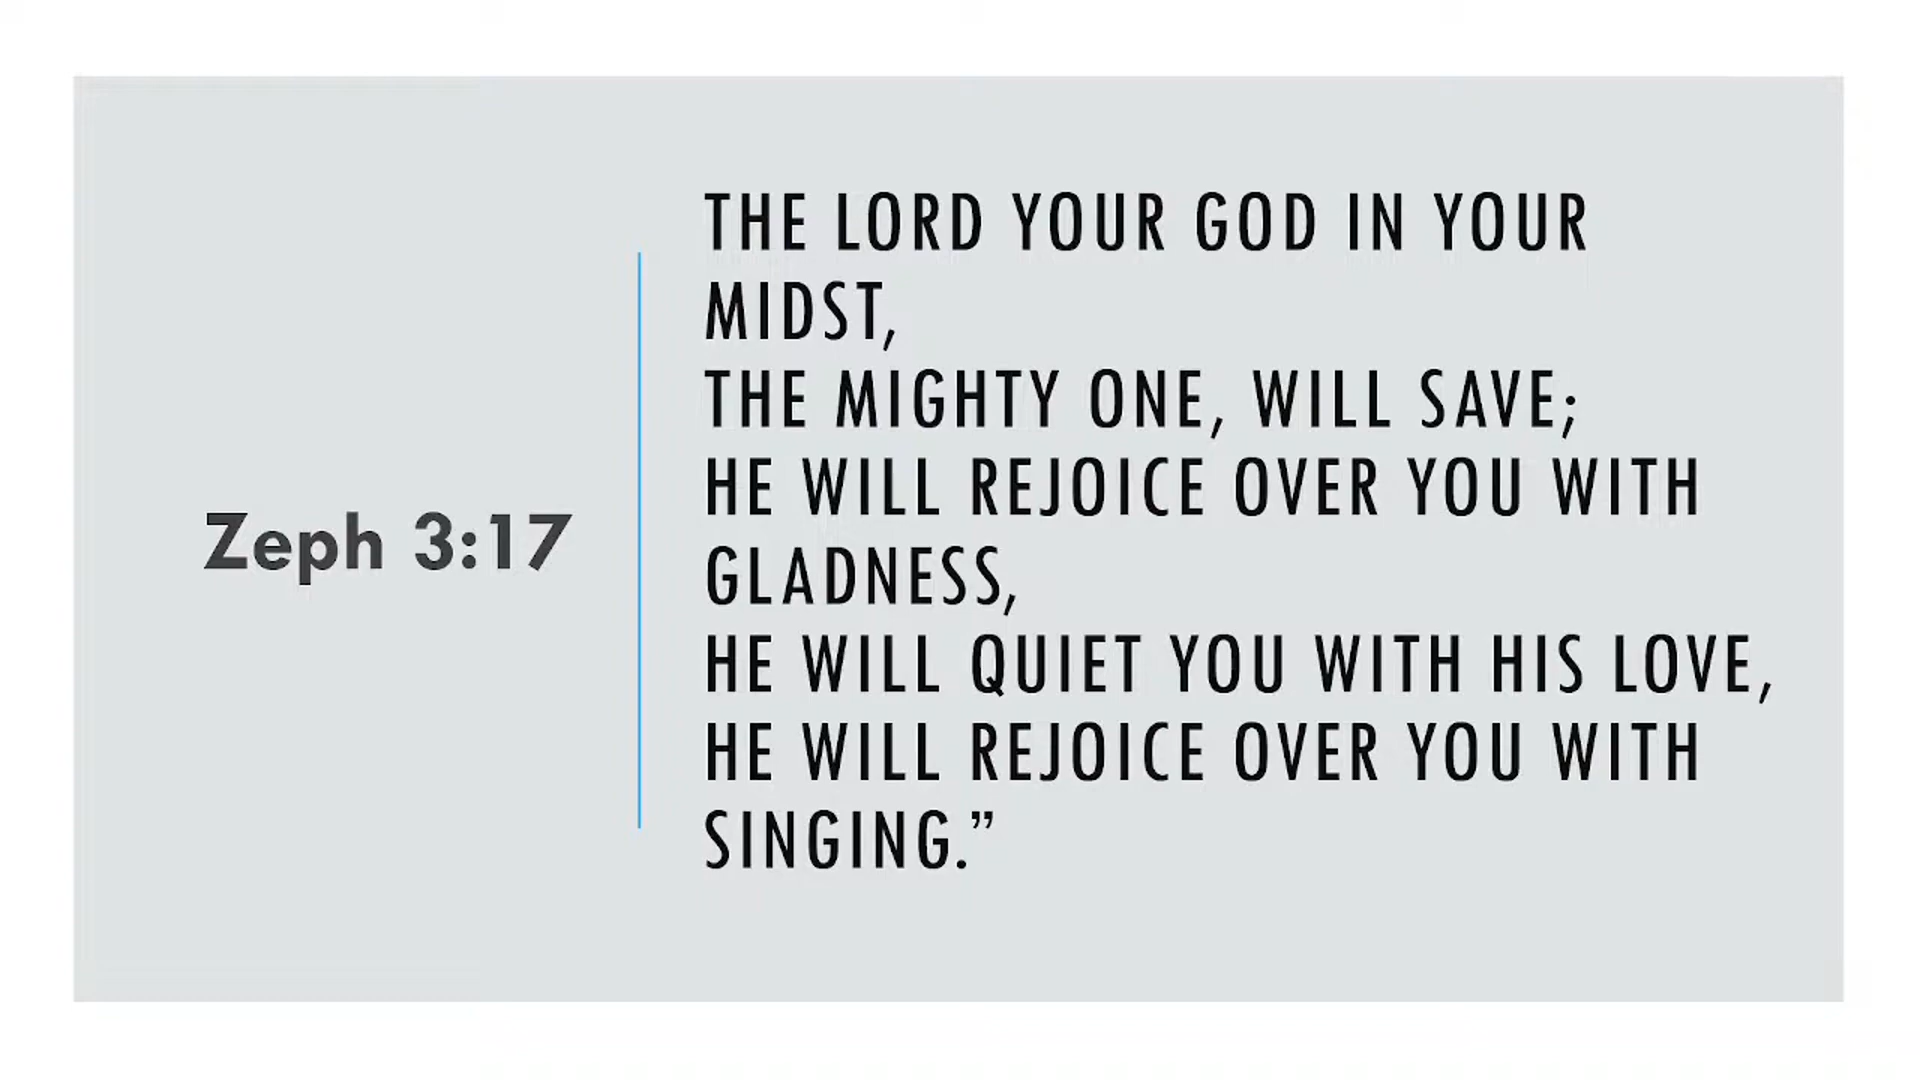 Zeph 3:17
THE LORD YOUR GOD IN YOUR
MIDST,
THE MIGHTY ONE, WILL SAVE;
HE WILL REJOICE OVER YOU WITH
GLADNESS,
HE WILL QUIET YOU WITH HIS LOVE,
HE WILL REJOICE OVER YOU WITH
SINGING.”